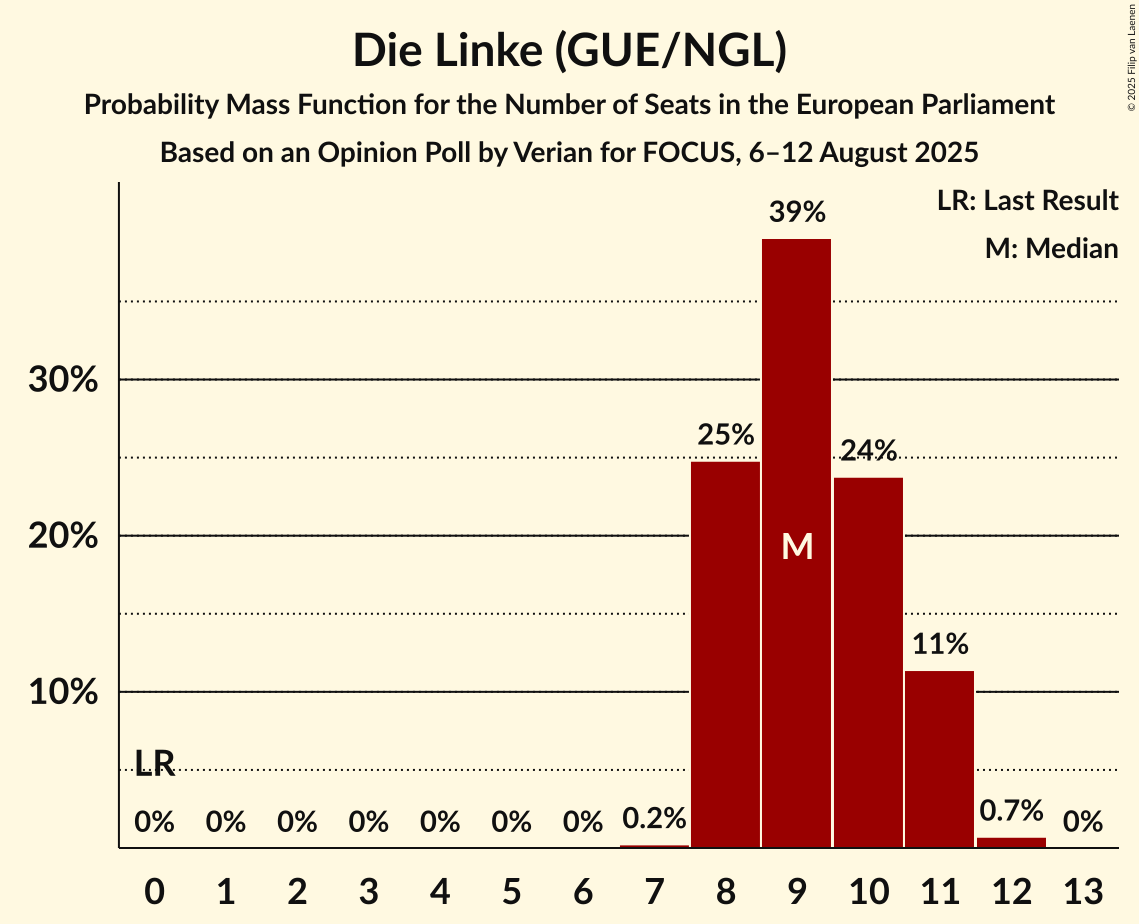 Die Linke (GUE/NGL)
Probability Mass Function for the Number of Seats in the European Parliament
Based on an Opinion Poll by Verian for FOCUS, 6–12 August 2025
© 2025 Filip van Laenen
LR: Last Result
M: Median
39%
30%
25%
24%
20%
M
11%
10%
LR
0% 0% 0% 0% 0% 0% 0% 0.2% 0.7% 0%
0 1 2 3 4 5 6 7 8 9 10 11 12 13